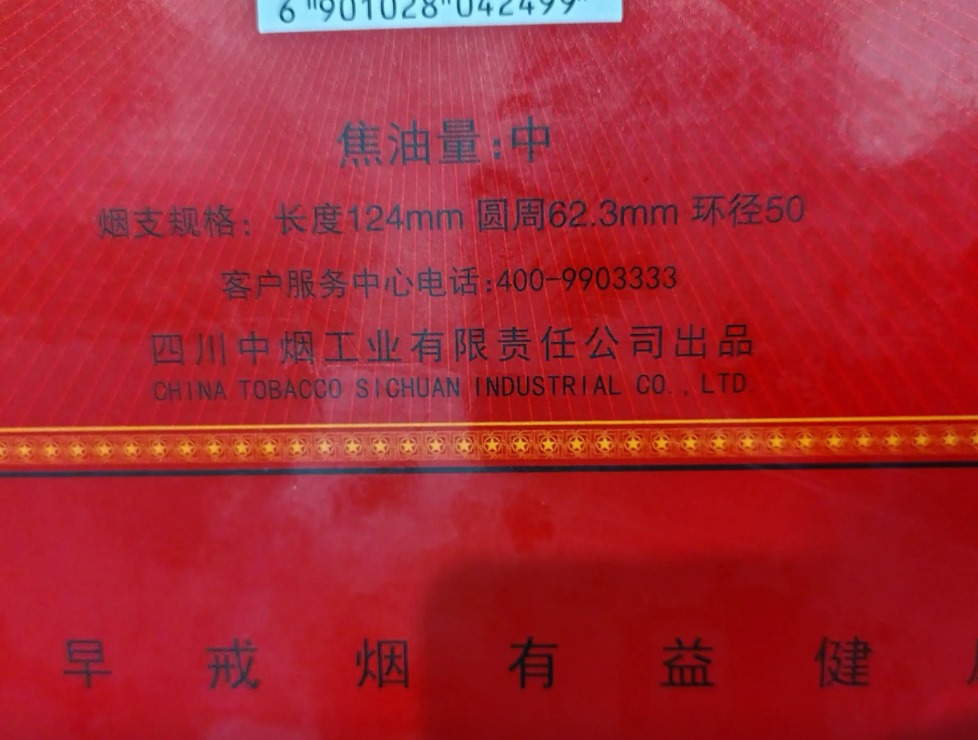 6 901028 042499
焦油量:中
烟支规格：长度124mm 圆周62.3mm 环径50
客户服务中心电话:400-9903333
四川中烟工业有限责任公司出品
CHINA TOBACCO SICHUAN INDUSTRIAL CO., LTD.
早戒烟有益健